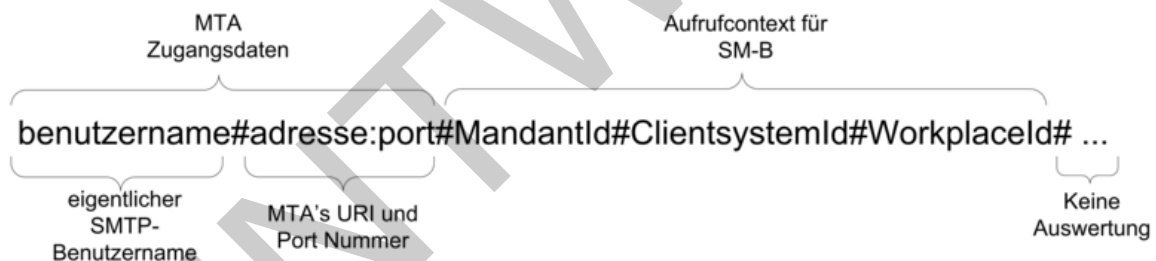 MTA
Zugangsdaten
Aufrufcontext für
SM-B
benutzername#adresse:port#MandantId#ClientsystemId#WorkplaceId# ...
eigentlicher
SMTP-
Benutzername
MTA's URI und
Port Nummer
Keine
Auswertung